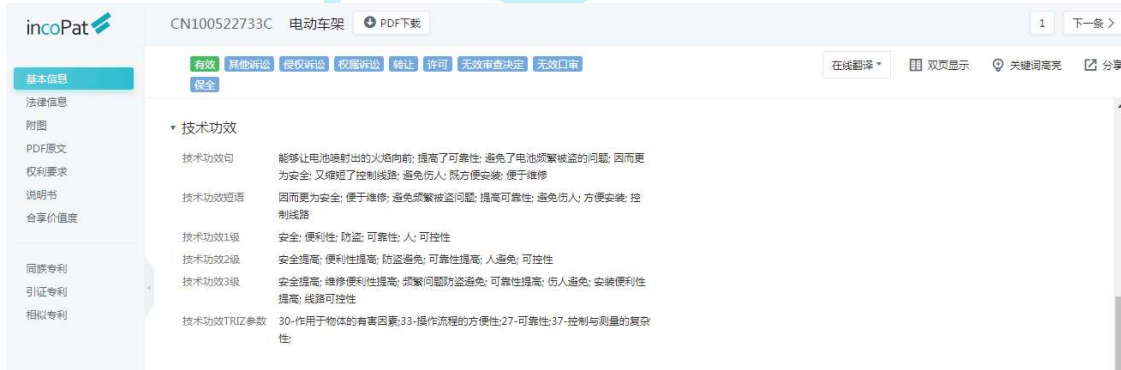 incoPat
CN100522733C 电动车架 PDF下载
1 下一条
有效 其他诉讼 侵权诉讼 权属诉讼 转让 许可 无效审查决定 无效口审
保全
在线翻译 双页显示 关键词高亮 分享
基本信息
法律信息
附图
PDF原文
权利要求
说明书
合享价值度
同族专利
引证专利
相似专利
技术功效
技术功效句 能够让电池喷射出的火焰向前; 提高了可靠性; 避免了电池频繁被盗的问题; 因而更
为安全; 又缩短了控制线路; 避免伤人; 既方便安装; 便于维修
技术功效短语 因而更为安全; 便于维修; 避免频繁被盗问题; 提高可靠性; 避免伤人; 方便安装; 控
制线路
技术功效1级 安全; 便利性; 防盗; 可靠性; 人; 可控性
技术功效2级 安全提高; 便利性提高; 防盗避免; 可靠性提高; 人避免; 可控性
技术功效3级 安全提高; 维修便利性提高; 频繁问题防盗避免; 可靠性提高; 伤人避免; 安装便利性
提高; 线路可控性
技术功效TRIZ参数 30-作用于物体的有害因素;33-操作流程的方便性;27-可靠性;37-控制与测量的复杂
性;